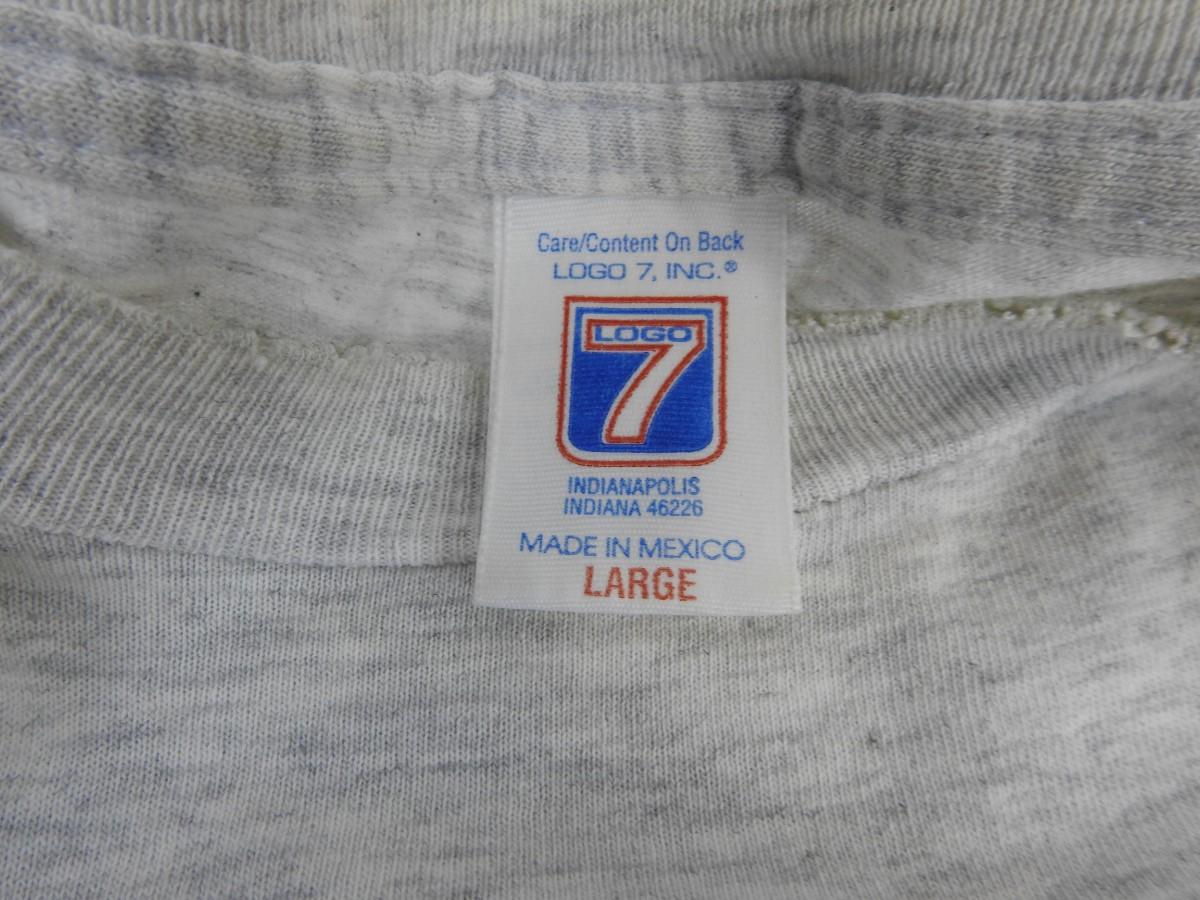 Care/Content On Back
LOGO 7, INC.®
LOGO
7
INDIANAPOLIS
INDIANA 46226
MADE IN MEXICO
LARGE